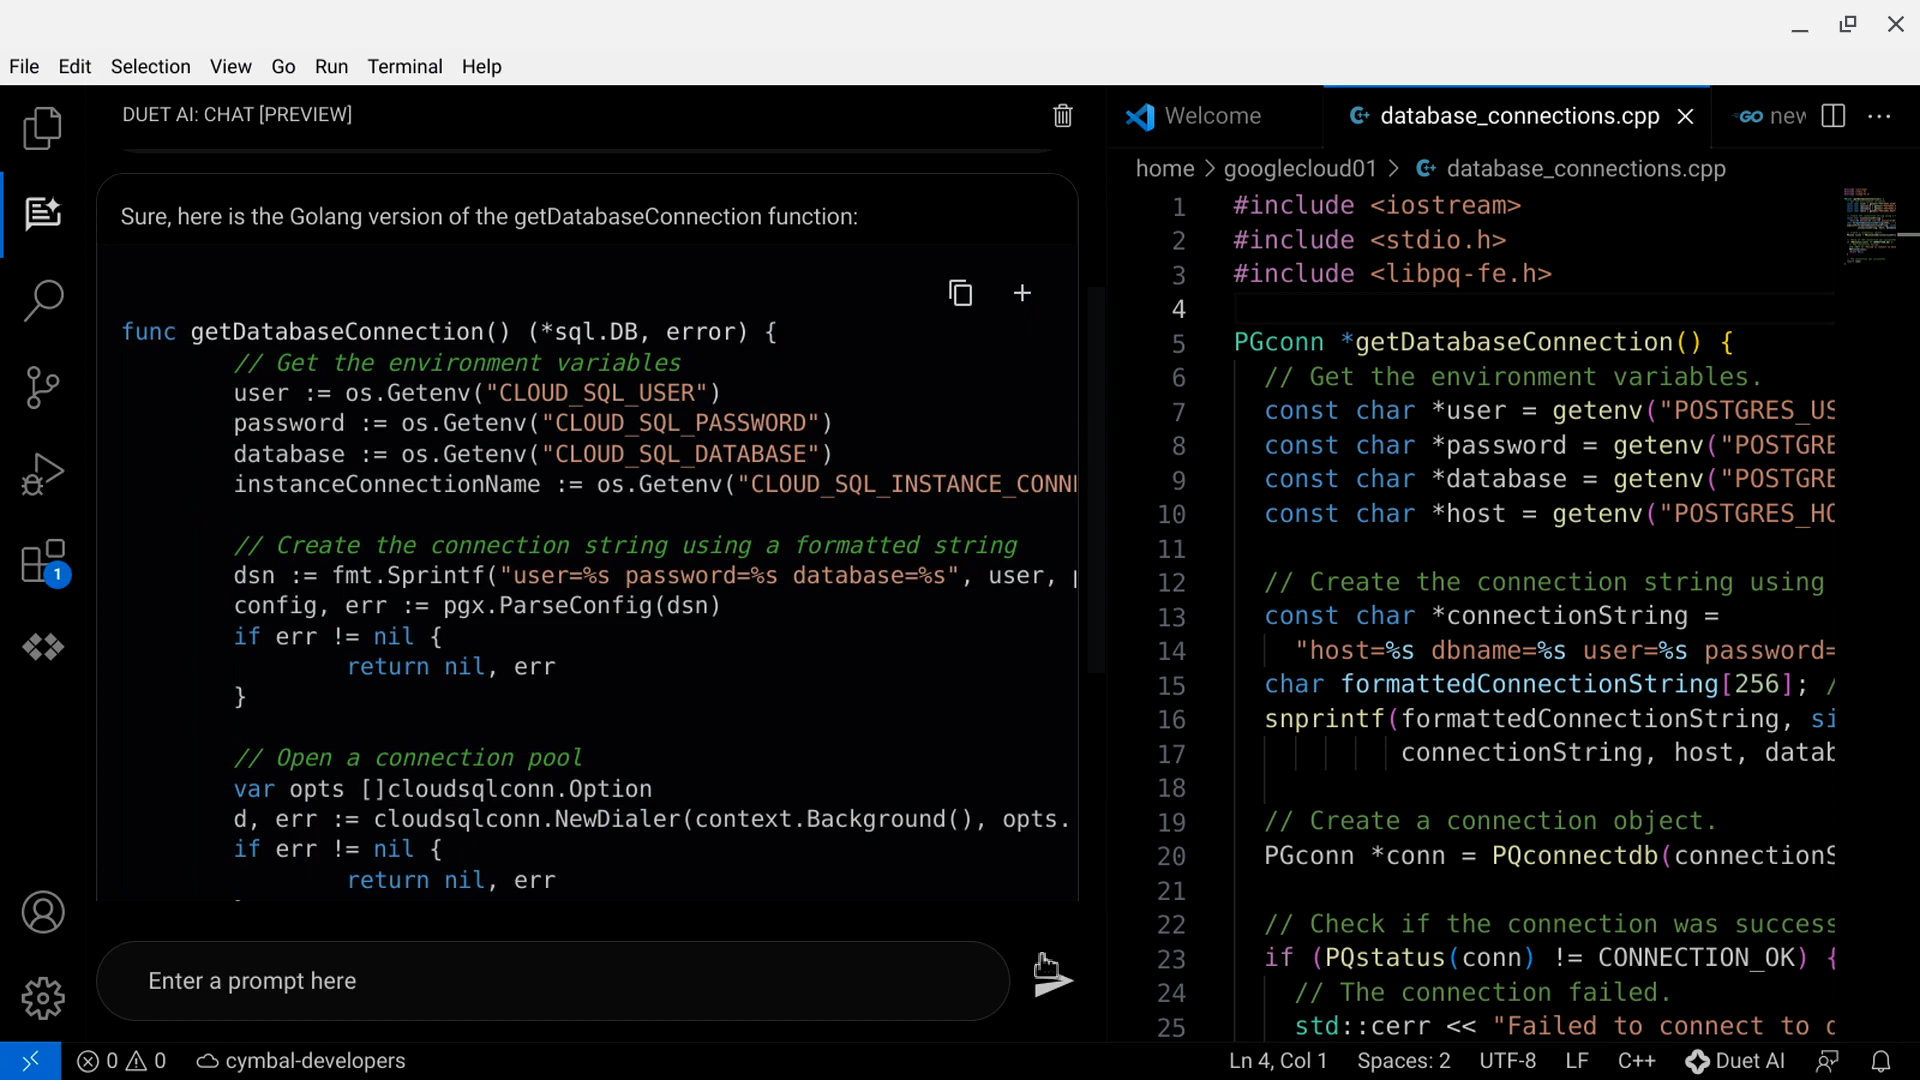 File Edit Selection View Go Run Terminal Help
DUET AI: CHAT [PREVIEW]
Sure, here is the Golang version of the getDatabaseConnection function:
func getDatabaseConnection() (*sql.DB, error) {
// Get the environment variables
user := os.Getenv("CLOUD_SQL_USER")
password := os.Getenv("CLOUD_SQL_PASSWORD")
database := os.Getenv("CLOUD_SQL_DATABASE")
instanceConnectionName := os.Getenv("CLOUD_SQL_INSTANCE_CONN
// Create the connection string using a formatted string
dsn := fmt.Sprintf("user=%s password=%s database=%s", user,
config, err := pgx.ParseConfig(dsn)
if err != nil {
return nil, err
}
// Open a connection pool
var opts []cloudsqlconn.Option
d, err := cloudsqlconn.NewDialer(context.Background(), opts.
if err != nil {
return nil, err
Enter a prompt here
Welcome
database_connections.cpp
GO new
home > googlecloud01 > database_connections.cpp
1 #include <iostream>
2 #include <stdio.h>
3 #include <libpq-fe.h>
4
5 PGconn *getDatabaseConnection() {
6 // Get the environment variables.
7 const char *user = getenv("POSTGRES_US
8 const char *password = getenv("POSTGRE
9 const char *database = getenv("POSTGRE
10 const char *host = getenv("POSTGRES_HO
11
12 // Create the connection string using
13 const char *connectionString =
14 "host=%s dbname=%s user=%s password=
15 char formattedConnectionString[256]; /
16 snprintf(formattedConnectionString, si
17 connectionString, host, datab
18
19 // Create a connection object.
20 PGconn *conn = PQconnectdb(connectionS
21
22 // Check if the connection was success
23 if (PQstatus(conn) != CONNECTION_OK) {
24 // The connection failed.
25 std::cerr << "Failed to connect to d
1
0 0 cymbal-developers
Ln 4, Col 1 Spaces: 2 UTF-8 LF C++ Duet AI